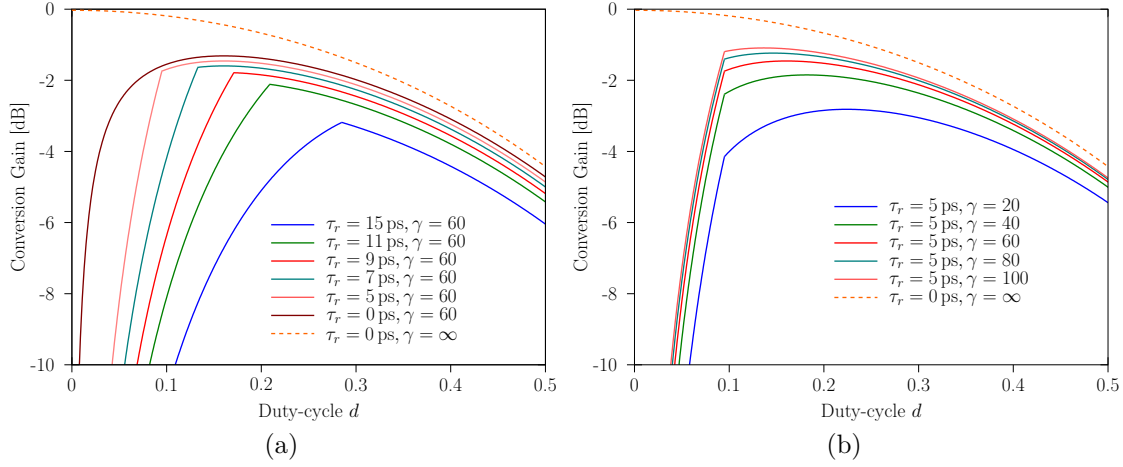 0
-2
-4
-6
-8
-10
0
0.1
0.2
0.3
0.4
0.5
Conversion Gain [dB]
Duty-cycle d
τr = 15 ps, γ = 60
τr = 11 ps, γ = 60
τr = 9 ps, γ = 60
τr = 7 ps, γ = 60
τr = 5 ps, γ = 60
τr = 0 ps, γ = 60
τr = 0 ps, γ = ∞
(a)
0
-2
-4
-6
-8
-10
0
0.1
0.2
0.3
0.4
0.5
Conversion Gain [dB]
Duty-cycle d
τr = 5 ps, γ = 20
τr = 5 ps, γ = 40
τr = 5 ps, γ = 60
τr = 5 ps, γ = 80
τr = 5 ps, γ = 100
τr = 0 ps, γ = ∞
(b)